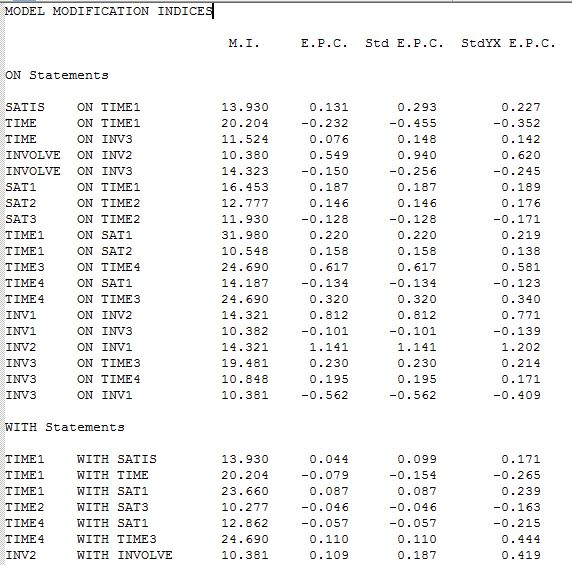 MODEL MODIFICATION INDICES
M.I. E.P.C. Std E.P.C. StdYX E.P.C.
ON Statements
SATIS ON TIME1 13.930 0.131 0.293 0.227
TIME ON TIME1 20.204 -0.232 -0.455 -0.352
TIME ON INV3 11.524 0.076 0.148 0.142
INVOLVE ON INV2 10.380 0.549 0.940 0.620
INVOLVE ON INV3 14.323 -0.150 -0.256 -0.245
SAT1 ON TIME1 16.453 0.187 0.187 0.189
SAT2 ON TIME2 12.777 0.146 0.146 0.176
SAT3 ON TIME2 11.930 -0.128 -0.128 -0.171
TIME1 ON SAT1 31.980 0.220 0.220 0.219
TIME1 ON SAT2 10.548 0.158 0.158 0.138
TIME3 ON TIME4 24.690 0.617 0.617 0.581
TIME4 ON SAT1 14.187 -0.134 -0.134 -0.123
TIME4 ON TIME3 24.690 0.320 0.320 0.340
INV1 ON INV2 14.321 0.812 0.812 0.771
INV1 ON INV3 10.382 -0.101 -0.101 -0.139
INV2 ON INV1 14.321 1.141 1.141 1.202
INV3 ON TIME3 19.481 0.230 0.230 0.214
INV3 ON TIME4 10.848 0.195 0.195 0.171
INV3 ON INV1 10.381 -0.562 -0.562 -0.409
WITH Statements
TIME1 WITH SATIS 13.930 0.044 0.099 0.171
TIME1 WITH TIME 20.204 -0.079 -0.154 -0.265
TIME1 WITH SAT1 23.660 0.087 0.087 0.239
TIME2 WITH SAT3 10.277 -0.046 -0.046 -0.163
TIME4 WITH SAT1 12.862 -0.057 -0.057 -0.215
TIME4 WITH TIME3 24.690 0.110 0.110 0.444
INV2 WITH INVOLVE 10.381 0.109 0.187 0.419